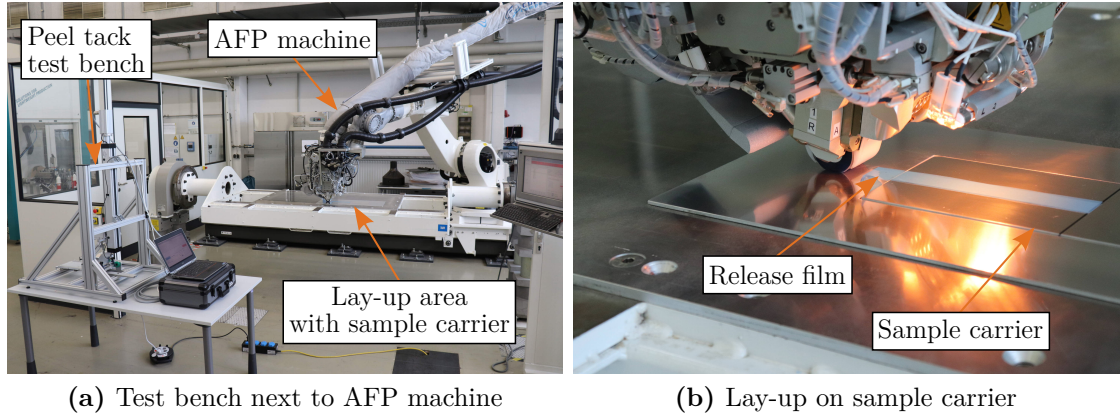 Peel tack
test bench
AFP machine
Lay-up area
with sample carrier
1
R A
Release film
Sample carrier
(a) Test bench next to AFP machine
(b) Lay-up on sample carrier